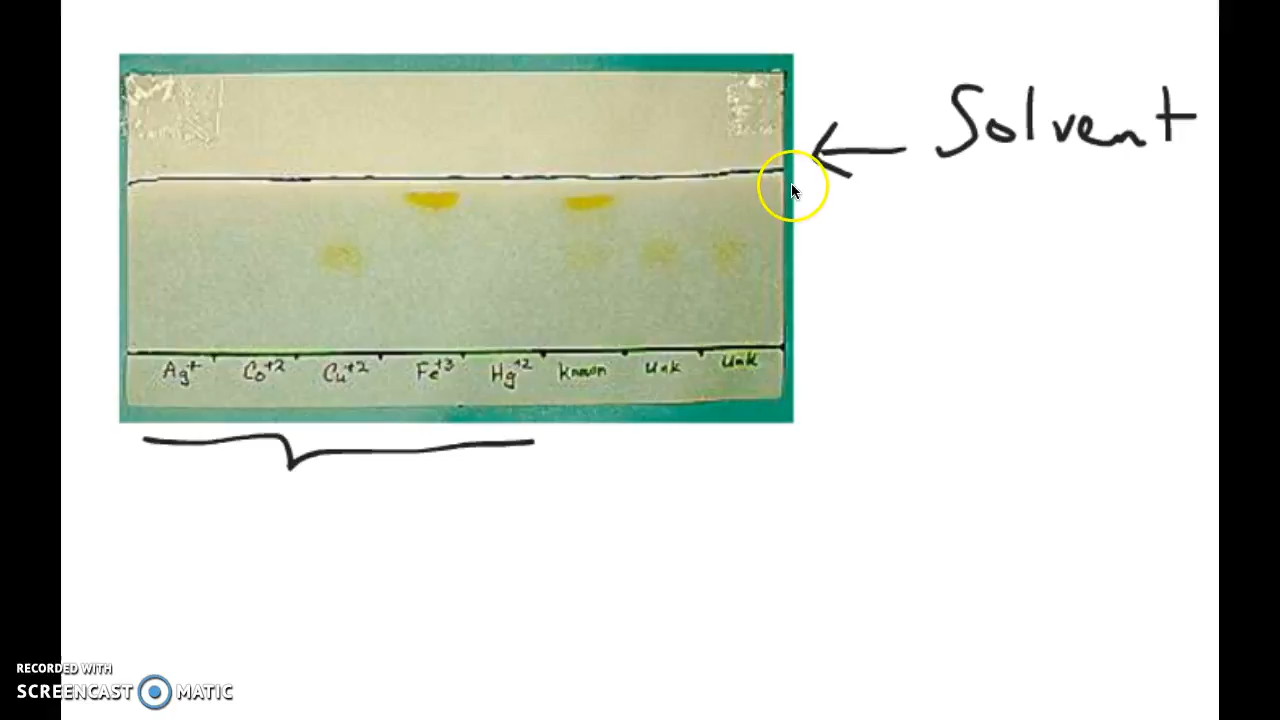 Solvent
Ag+ Co+2 Cu+2 Fe+3 Hg+2 Known Unk Unk
RECORDED WITH
SCREENCAST MATIC